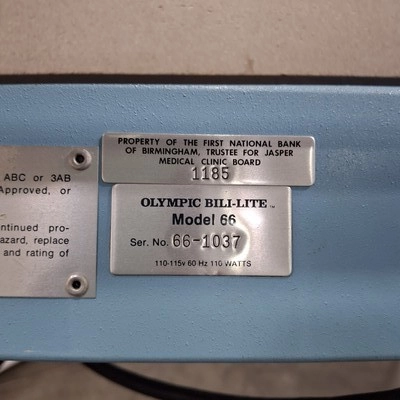 PROPERTY OF THE FIRST NATIONAL BANK
OF BIRMINGHAM, TRUSTEE FOR JASPER
MEDICAL CLINIC BOARD
1185
OLYMPIC BILI-LITE™
Model 66
Ser. No. 66-1037
110-115v 60 Hz 110 WATTS
ABC or 3AB
Approved, or
ntinued pro-
azard, replace
and rating of